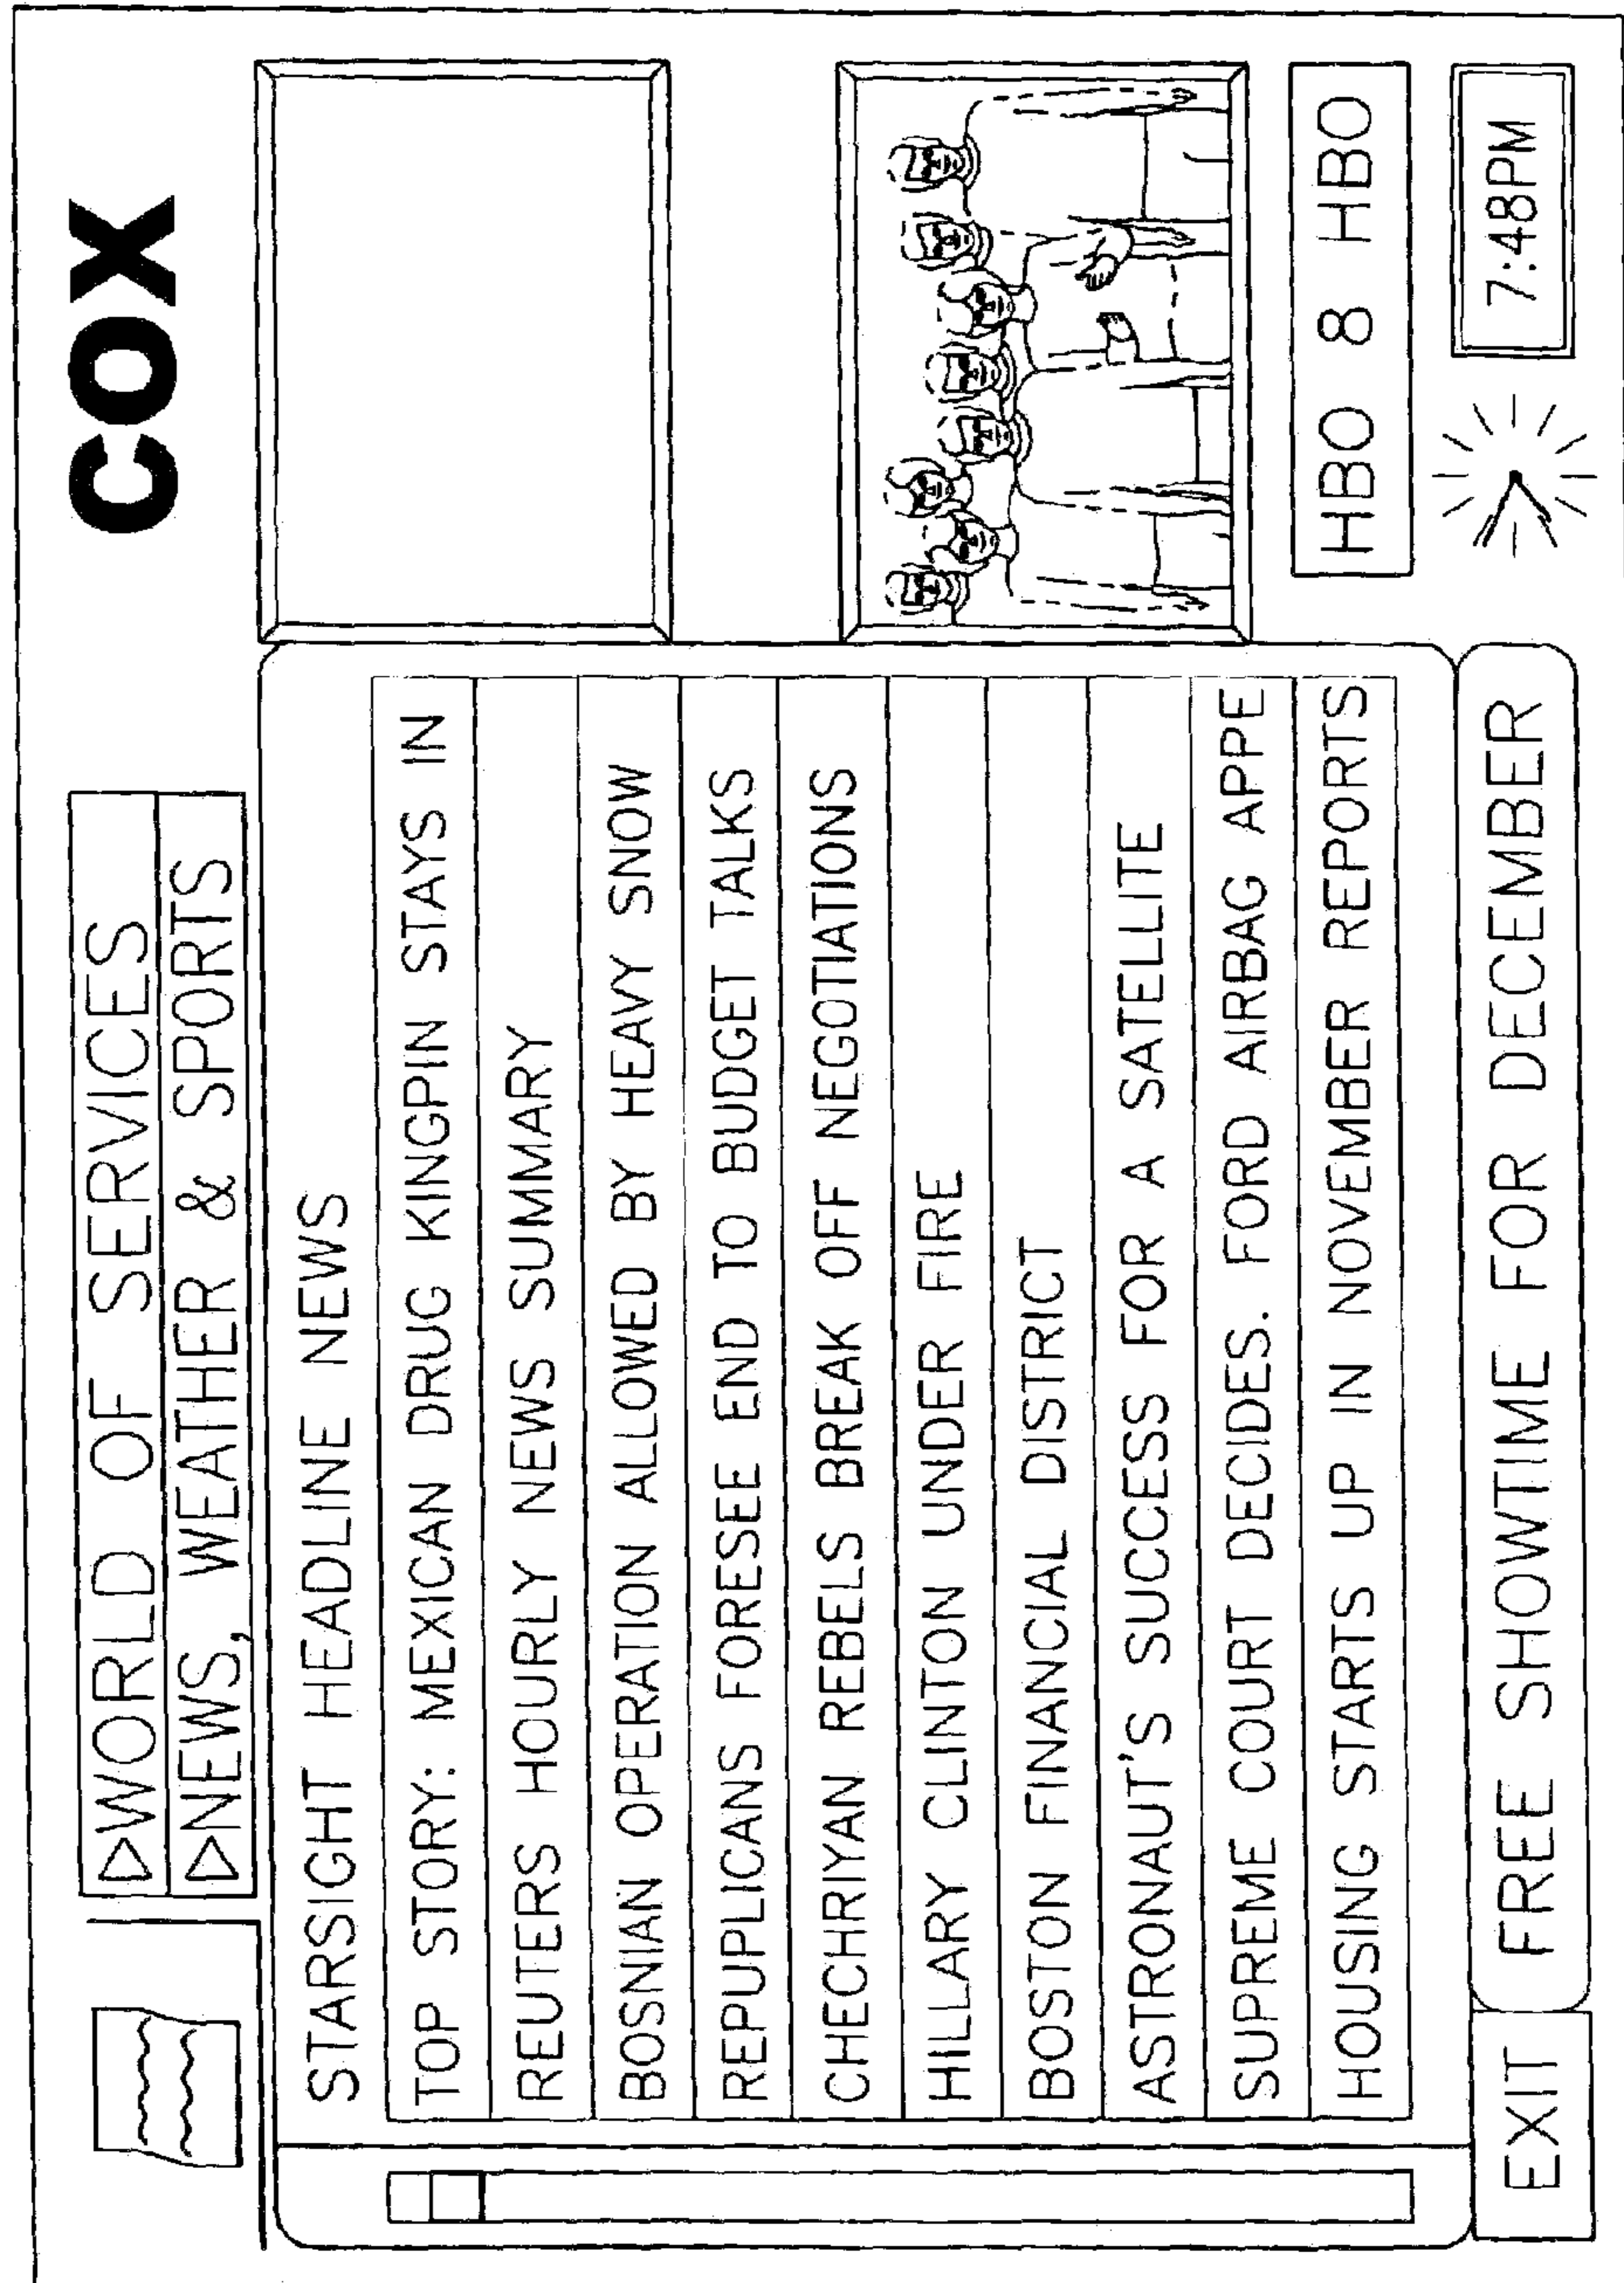 ▷WORLD OF SERVICES
▷NEWS, WEATHER & SPORTS
COX
STARSIGHT HEADLINE NEWS
TOP STORY: MEXICAN DRUG KINGPIN STAYS IN
REUTERS HOURLY NEWS SUMMARY
BOSNIAN OPERATION ALLOWED BY HEAVY SNOW
REPUPLICANS FORESEE END TO BUDGET TALKS
CHECHRIYAN REBELS BREAK OFF NEGOTIATIONS
HILLARY CLINTON UNDER FIRE
BOSTON FINANCIAL DISTRICT
ASTRONAUT'S SUCCESS FOR A SATELLITE
SUPREME COURT DECIDES. FORD AIRBAG APPE
HOUSING STARTS UP IN NOVEMBER REPORTS
HBO 8 HBO
EXIT
FREE SHOWTIME FOR DECEMBER
7:48PM